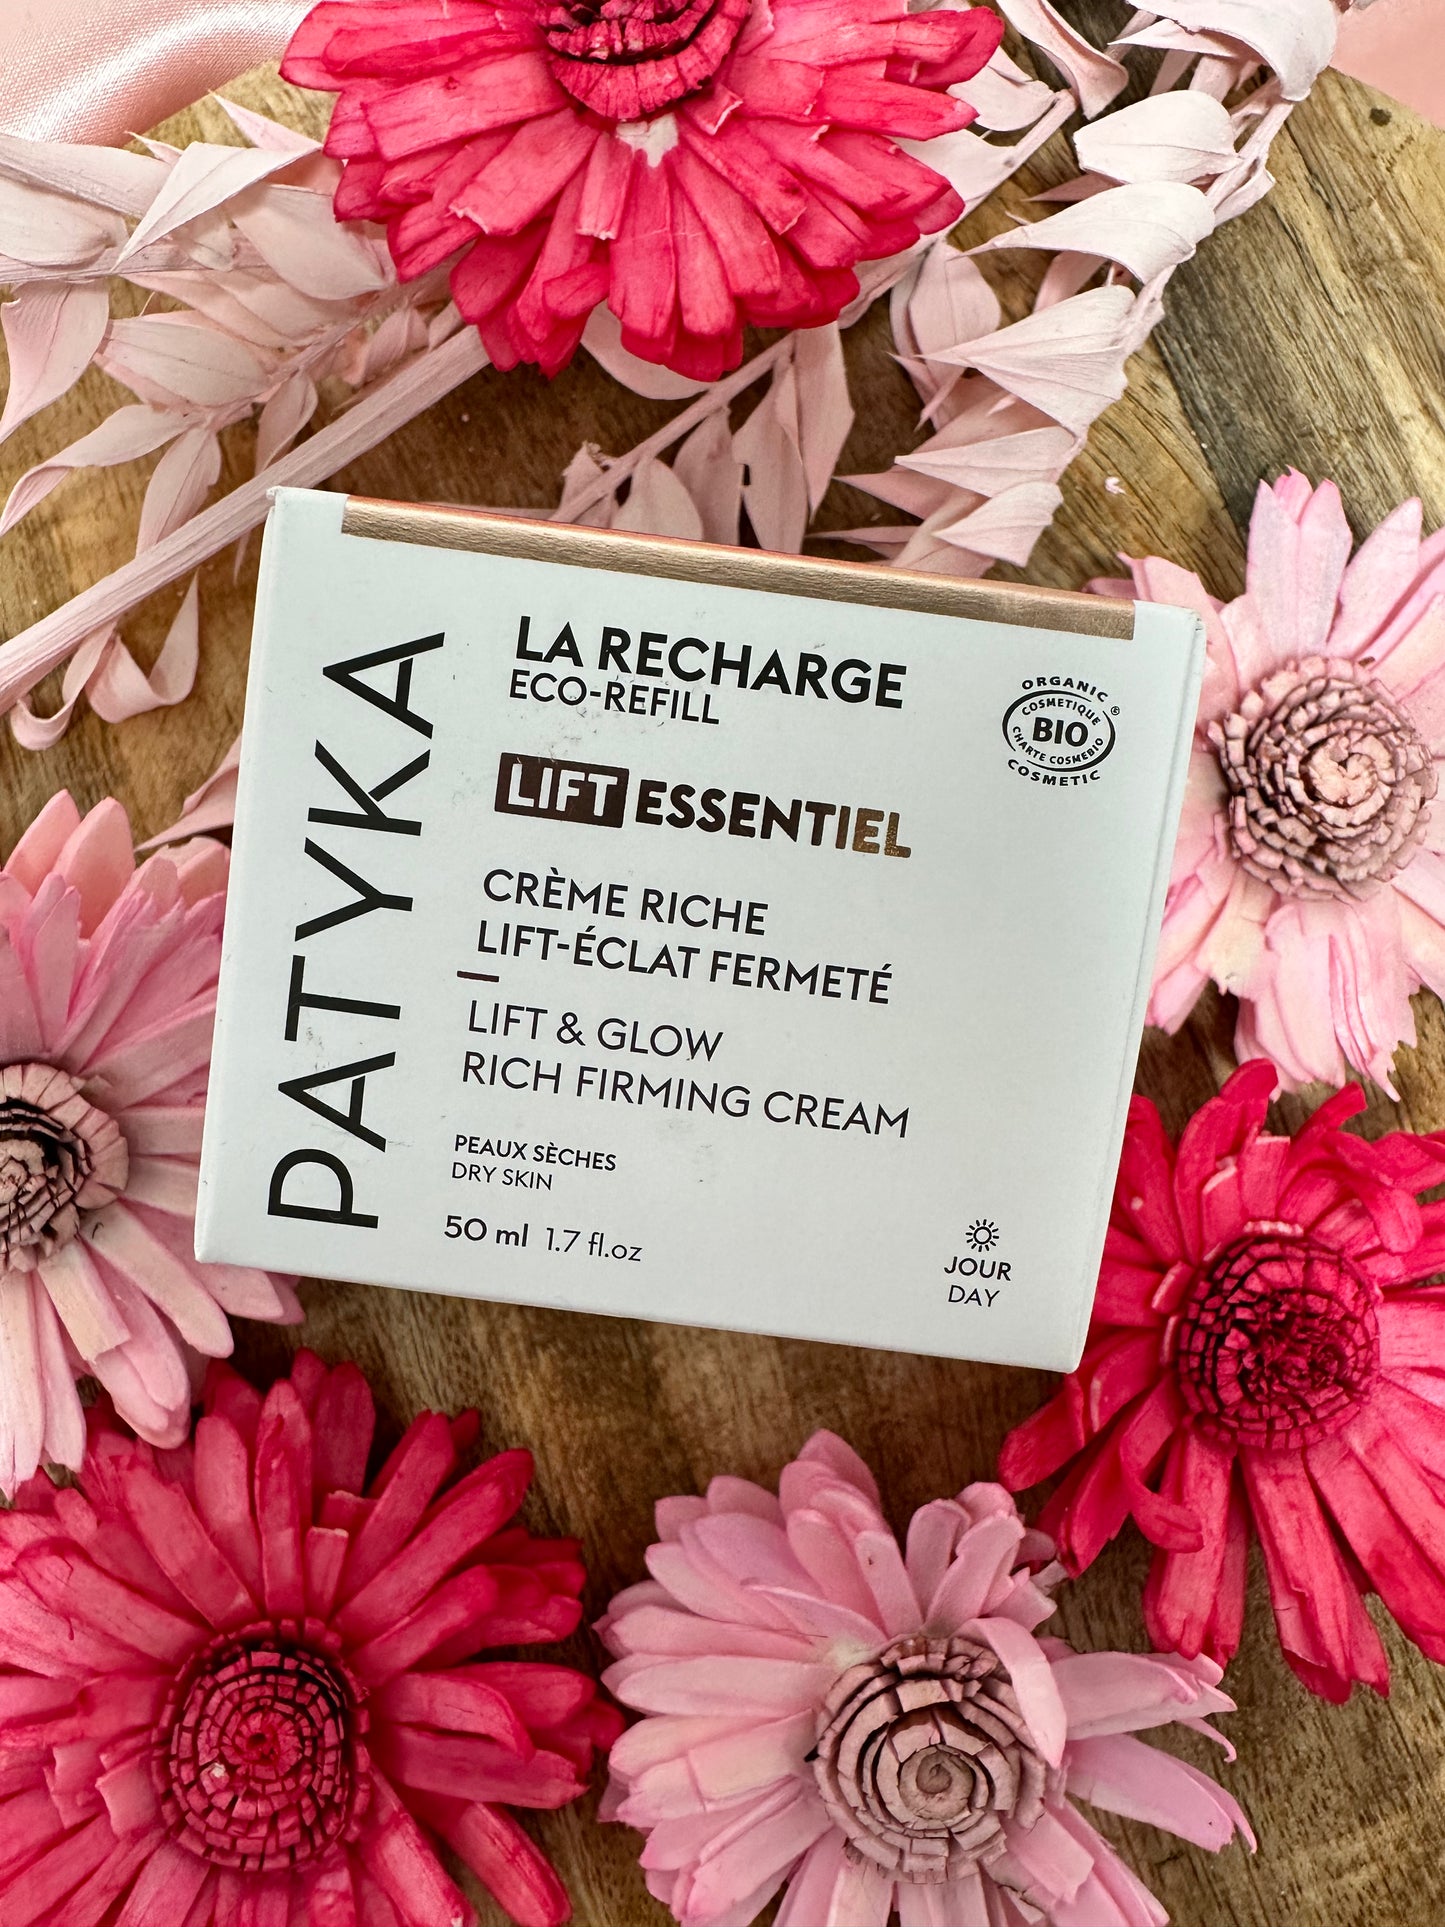 PATYKA
LA RECHARGE
ECO-REFILL
LIFT ESSENTIEL
CRÈME RICHE
LIFT-ÉCLAT FERMETÉ
LIFT & GLOW
RICH FIRMING CREAM
PEAUX SÈCHES
DRY SKIN
50 ml 1.7 fl.oz
ORGANIC
COSMETIQUE
BIO
®
CHARTE COSMEBIO
COSMETIC
JOUR
DAY